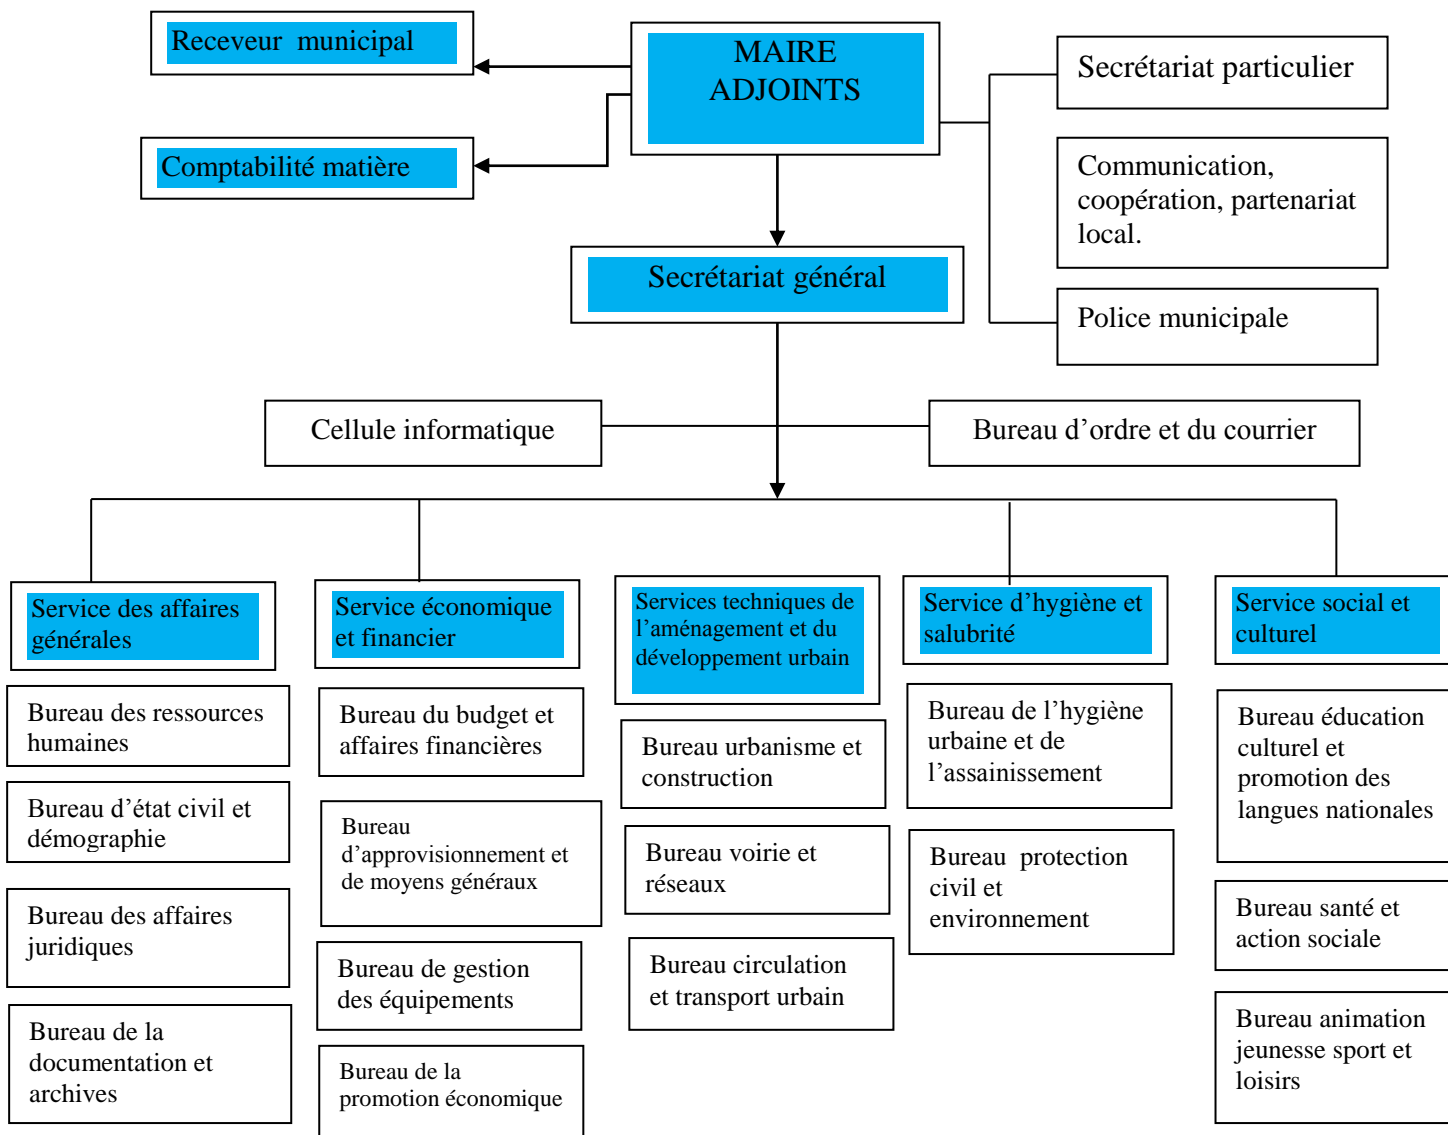 Receveur  municipal
MAIRE
ADJOINTS
Secrétariat particulier
Comptabilité matière
Communication,
coopération, partenariat
local.
Secrétariat général
Police municipale
Cellule informatique
Bureau d’ordre et du courrier
Service des affaires
générales
Service économique
et financier
Services techniques de
l’aménagement et du
développement urbain
Service d’hygiène et
salubrité
Service social et
culturel
Bureau des ressources
humaines
Bureau d’état civil et
démographie
Bureau des affaires
juridiques
Bureau de la
documentation et
archives
Bureau du budget et
affaires financières
Bureau
d’approvisionnement et
de moyens généraux
Bureau de gestion
des équipements
Bureau de la
promotion économique
Bureau urbanisme et
construction
Bureau voirie et
réseaux
Bureau circulation
et transport urbain
Bureau de l’hygiène
urbaine et de
l’assainissement
Bureau  protection
civil et
environnement
Bureau éducation
culturel et
promotion des
langues nationales
Bureau santé et
action sociale
Bureau animation
jeunesse sport et
loisirs